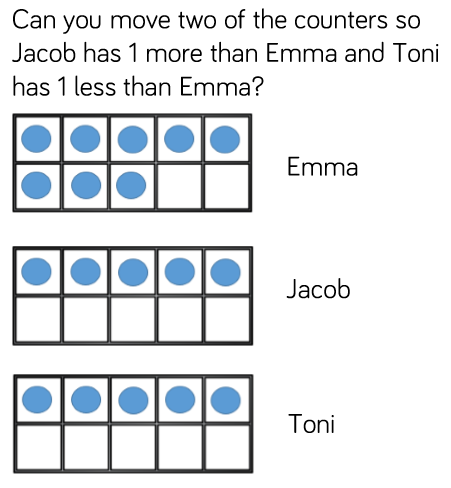 Can you move two of the counters so
Jacob has 1 more than Emma and Toni
has 1 less than Emma?
Emma
Jacob
Toni